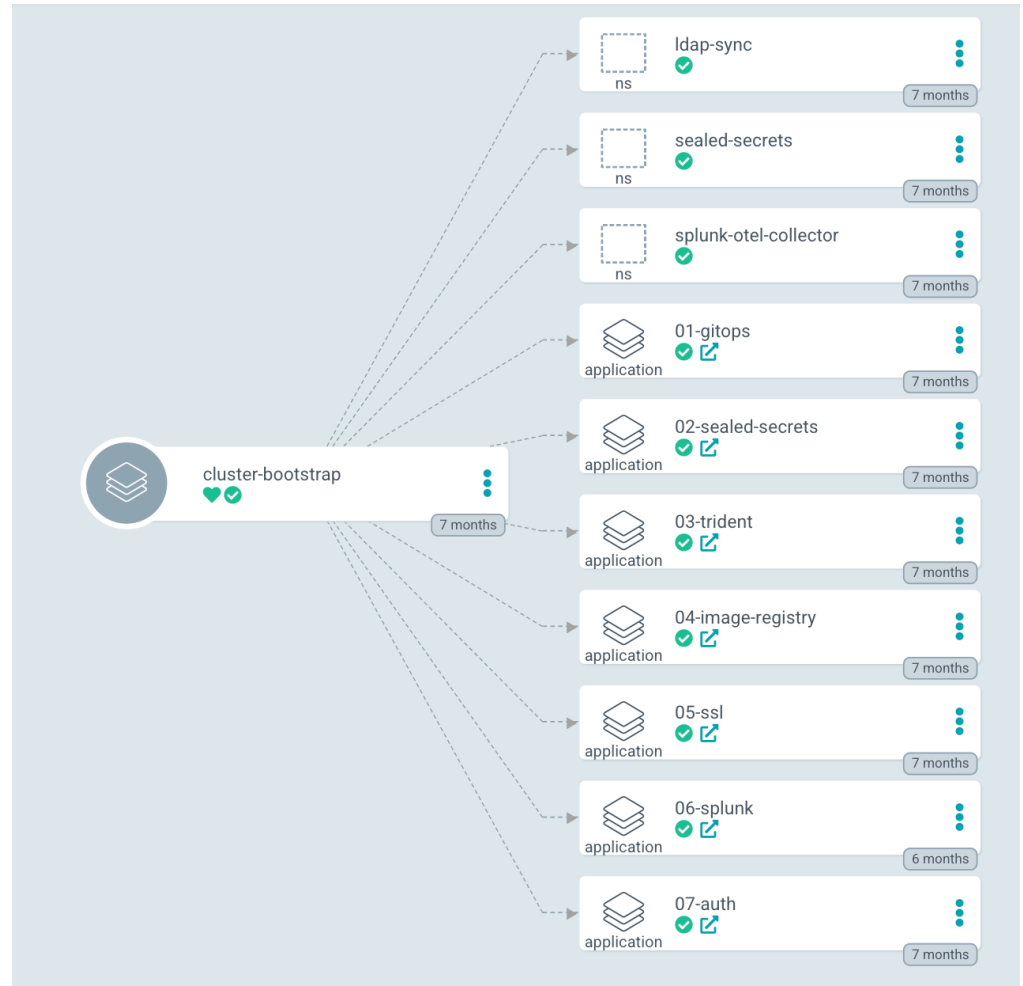 ldap-sync
ns
7 months
sealed-secrets
ns
7 months
splunk-otel-collector
ns
7 months
01-gitops
application
7 months
02-sealed-secrets
application
7 months
cluster-bootstrap
7 months
03-trident
application
7 months
04-image-registry
application
7 months
05-ssl
application
7 months
06-splunk
application
6 months
07-auth
application
7 months